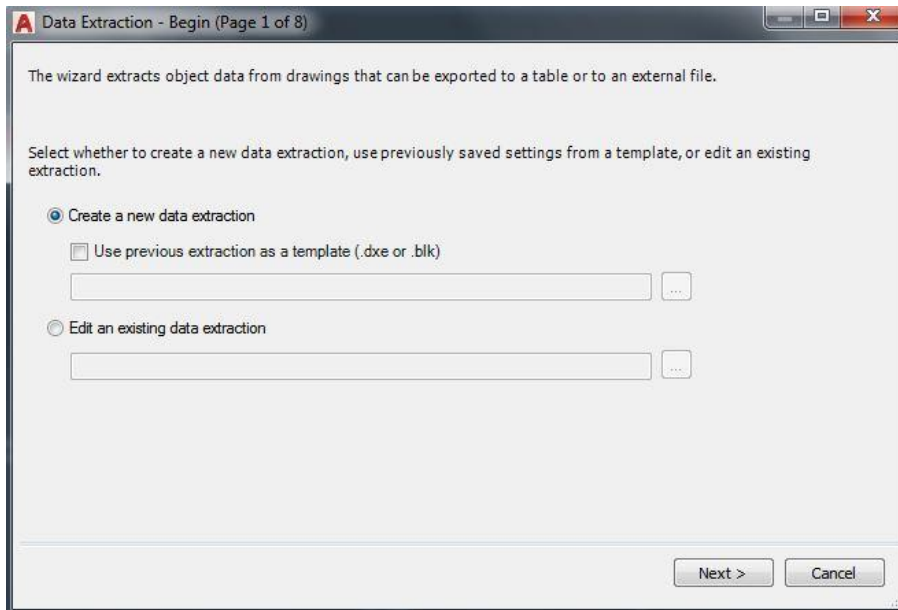 Data Extraction - Begin (Page 1 of 8)
The wizard extracts object data from drawings that can be exported to a table or to an external file.
Select whether to create a new data extraction, use previously saved settings from a template, or edit an existing
extraction.
Create a new data extraction
Use previous extraction as a template (.dxe or .blk)
...
Edit an existing data extraction
...
Next >
Cancel